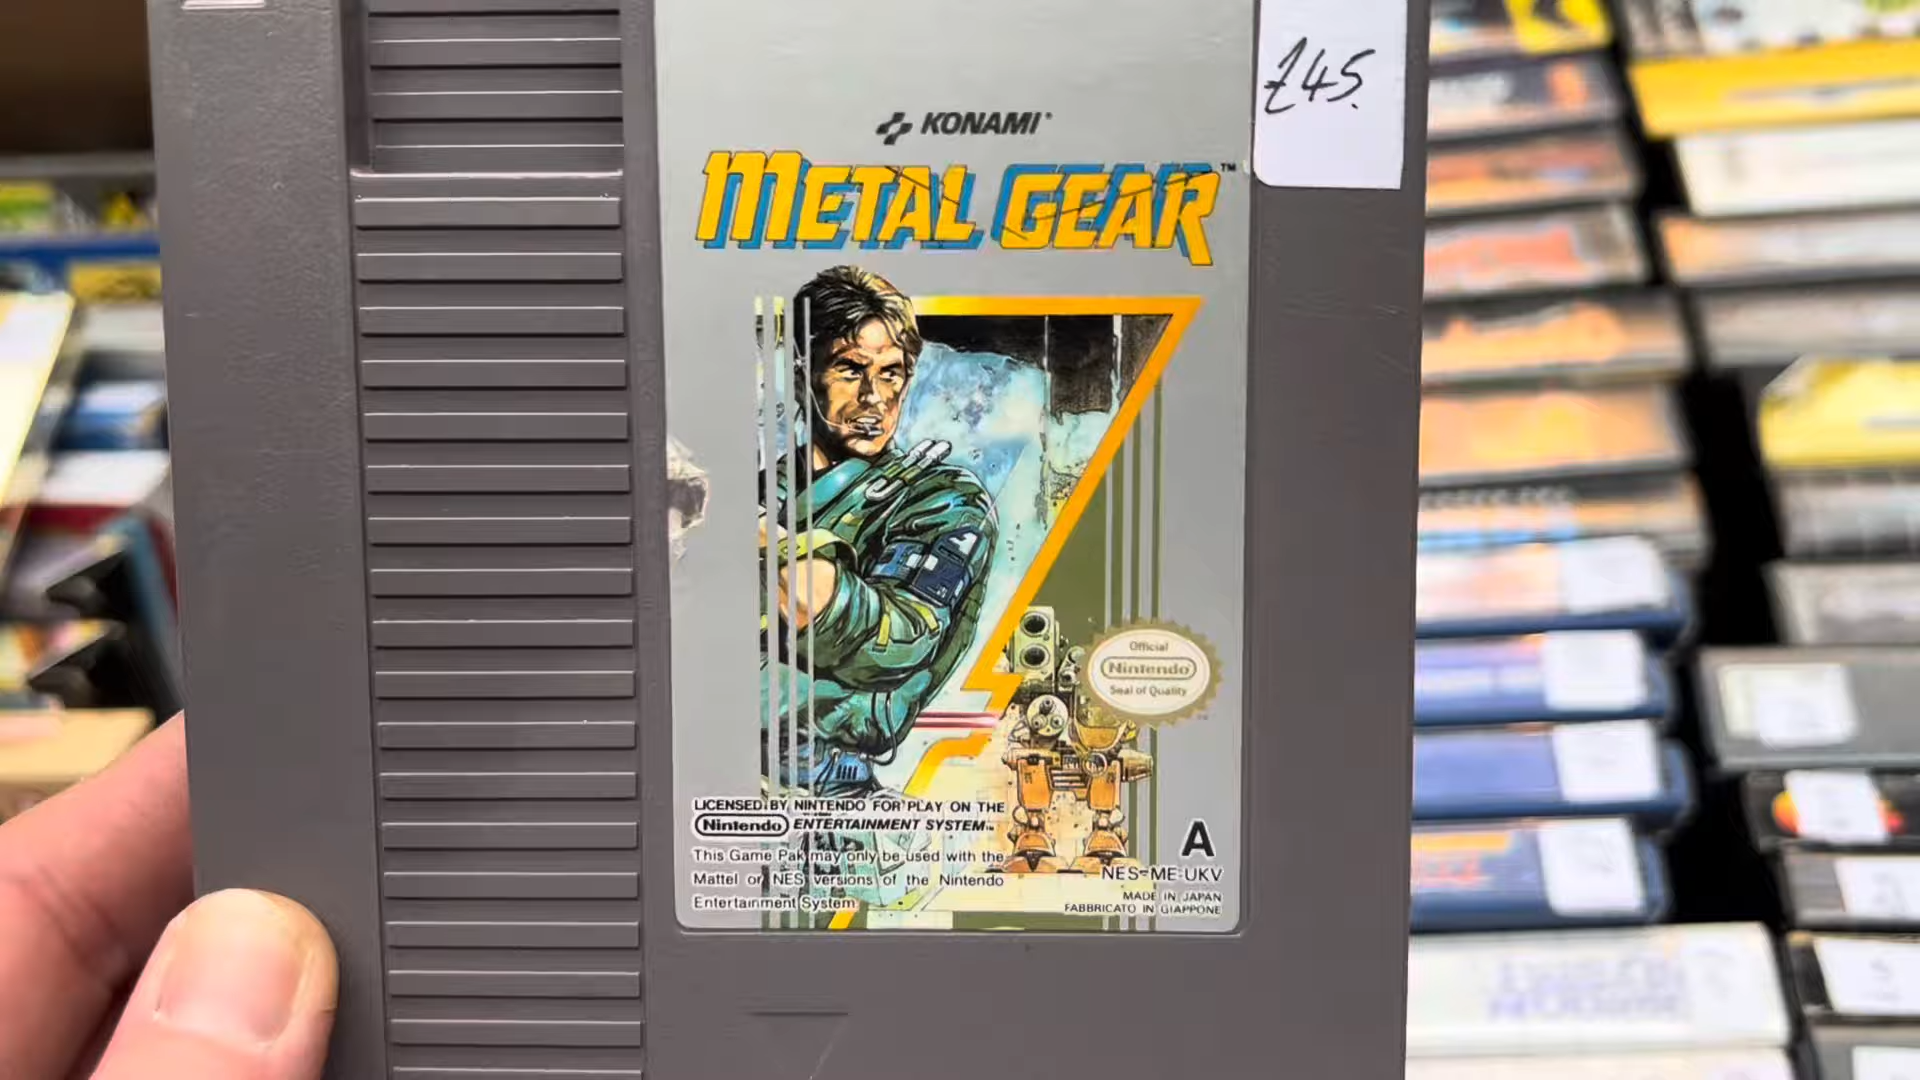 £45.
KONAMI
METAL GEAR™
Official
Nintendo
Seal of Quality
LICENSED BY NINTENDO FOR PLAY ON THE
Nintendo ENTERTAINMENT SYSTEM™
This Game Pak may only be used with the
Mattel or NES versions of the Nintendo
Entertainment System.
A
NES-ME-UKV
MADE IN JAPAN
FABBRICATO IN GIAPPONE